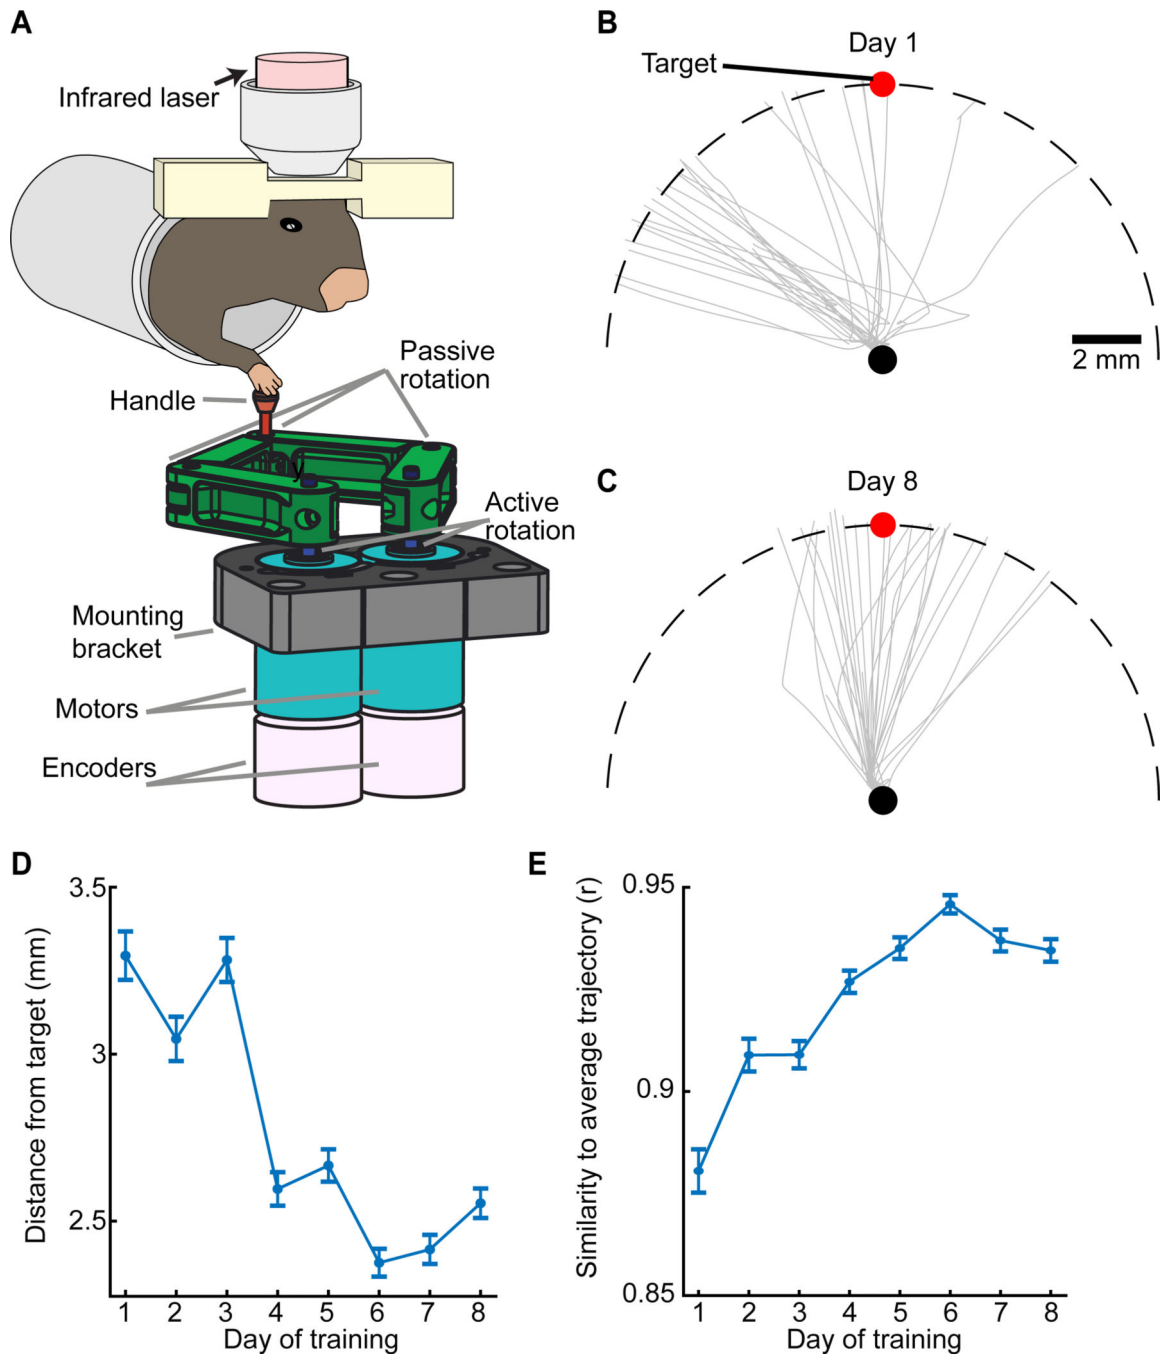 A
Infrared laser
Passive
rotation
Handle
y
Active
rotation
Mounting
bracket
Motors
Encoders
B
Day 1
Target
2 mm
C
Day 8
D
Distance from target (mm)
3.5
3
2.5
1 2 3 4 5 6 7 8
Day of training
E
Similarity to average trajectory (r)
0.95
0.9
0.85
1 2 3 4 5 6 7 8
Day of training